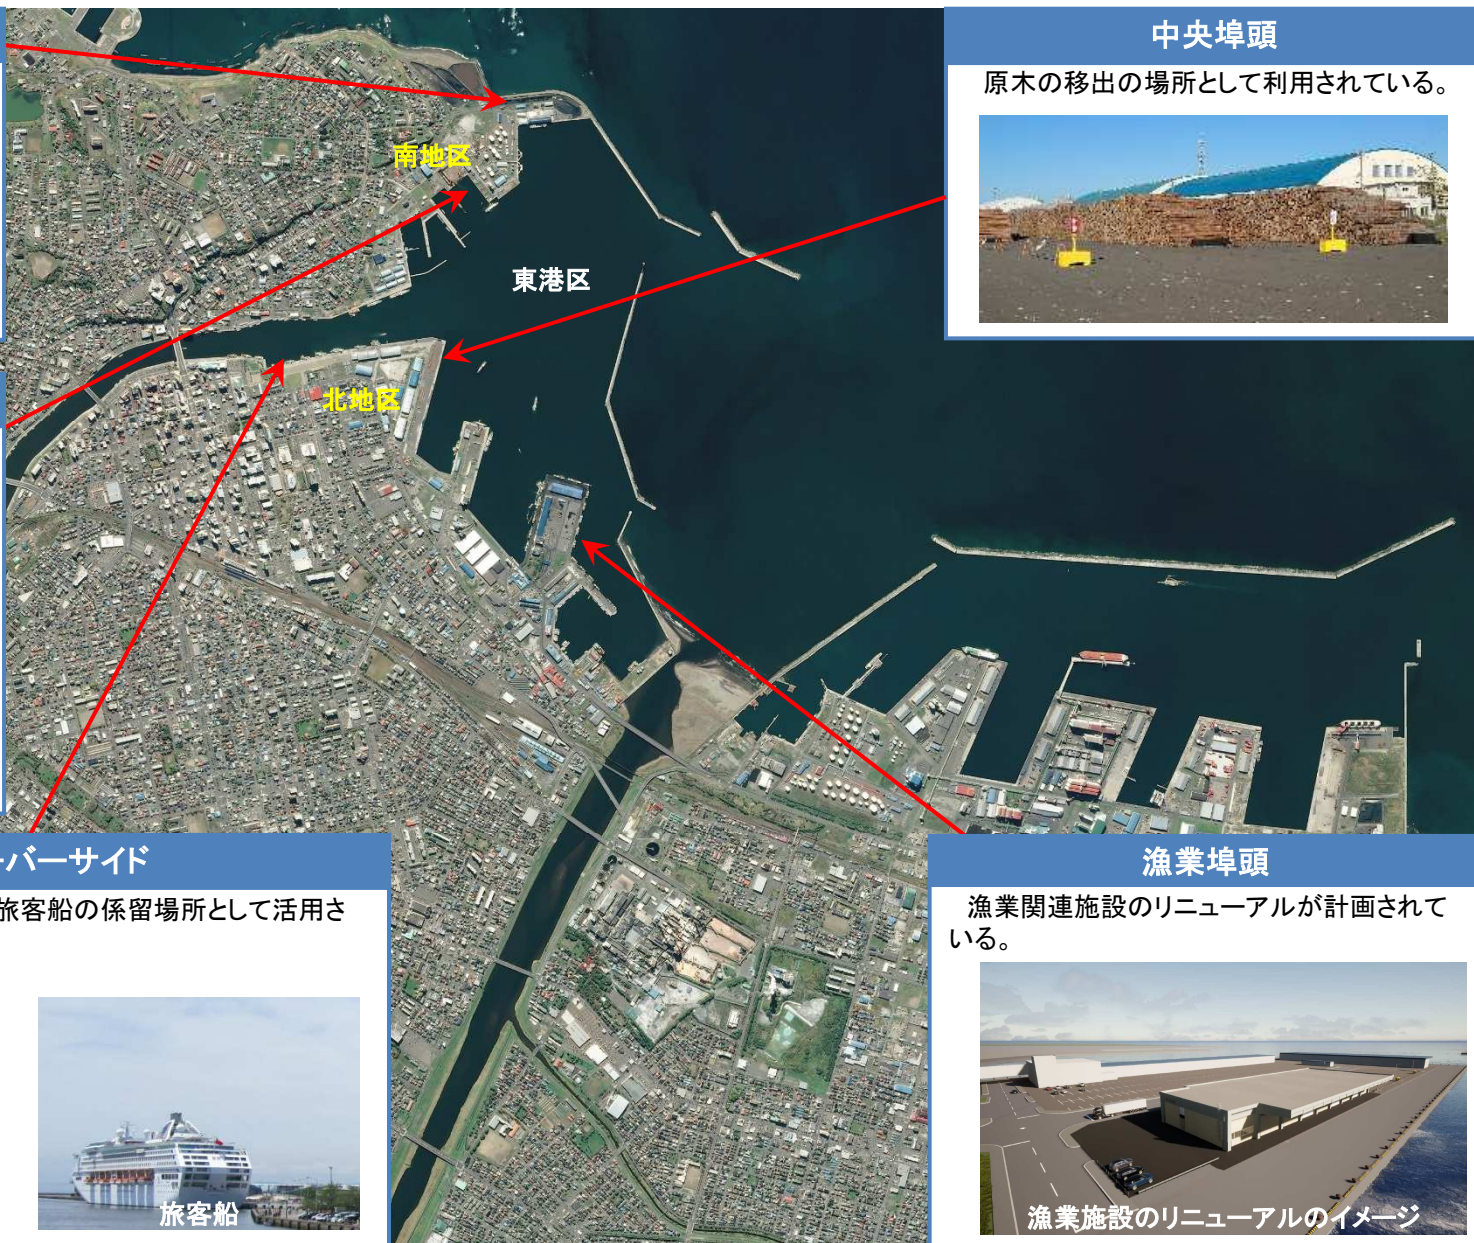 中央埠頭
原木の移出の場所として利用されている。
南地区
東港区
北地区
ーバーサイド
旅客船の係留場所として活用さ
旅客船
漁業埠頭
漁業関連施設のリニューアルが計画されて
いる。
漁業施設のリニューアルのイメージ